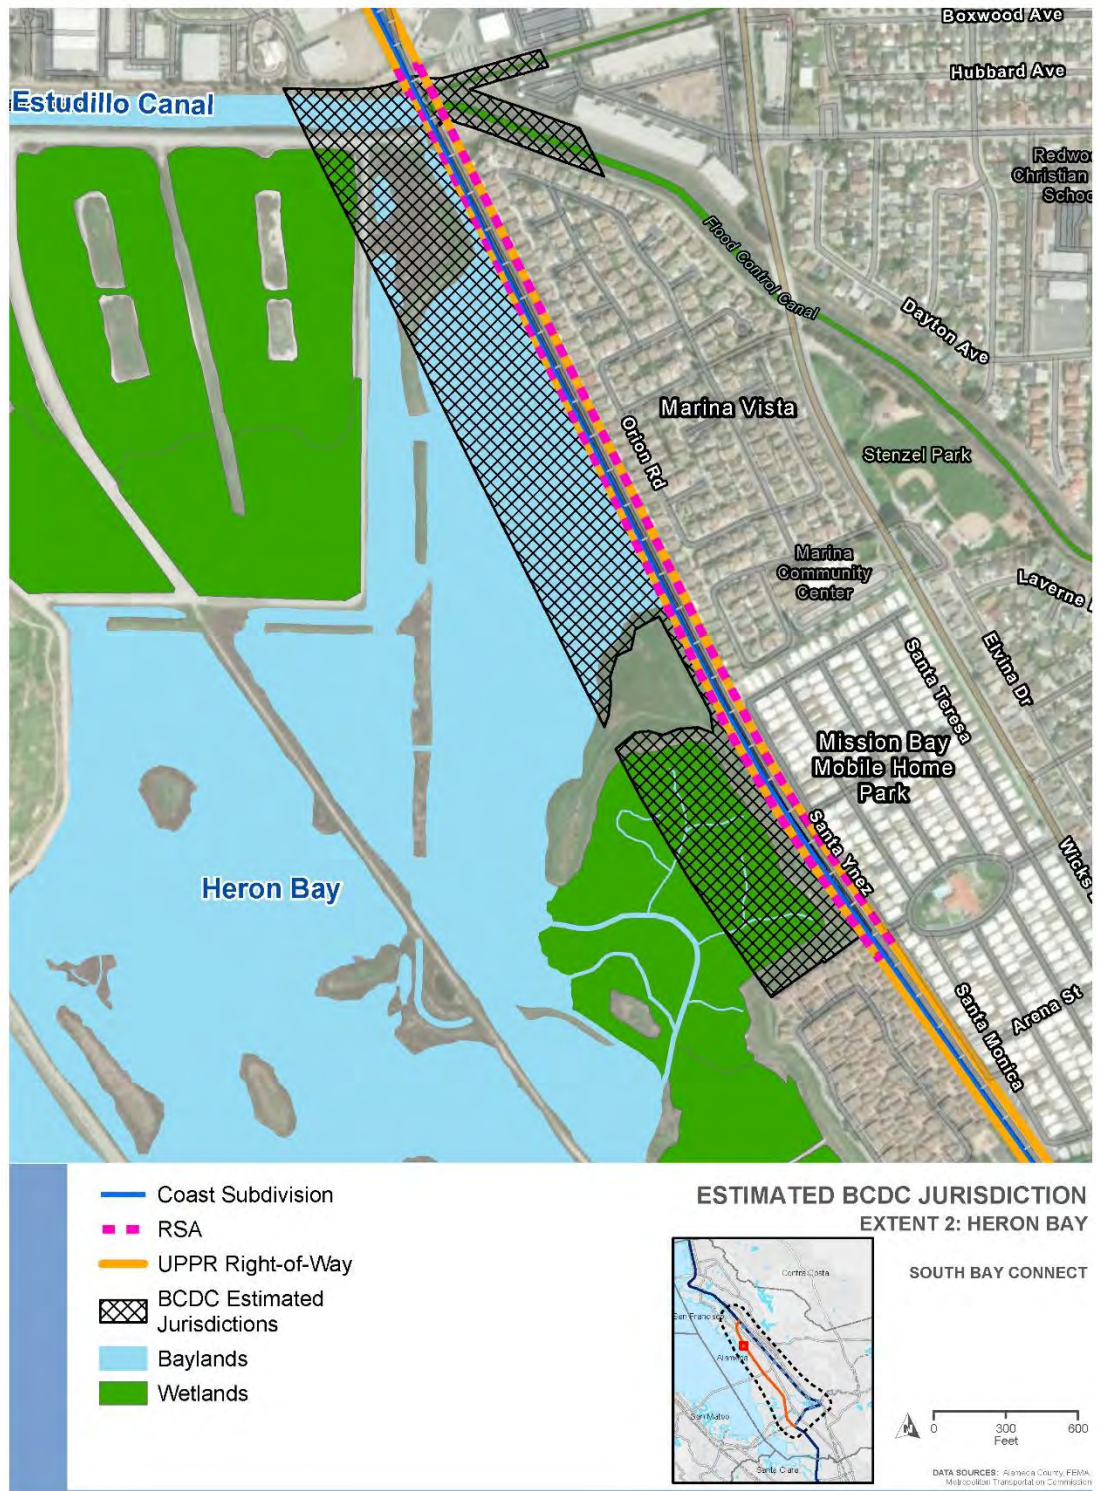 Boxwood Ave
Hubbard Ave
Estudillo Canal
Christian
Flood Control Canal
Dayton Ave
Marina Vista
Orion Rd
Stenzel Park
Marina
Community
Center
Laverne
Santa Teresa
Elvina Dr
Mission Bay
Mobile Home
Park
Santa Ynez
Wicks
Heron Bay
Santa Monica
Arena St
Coast Subdivision
RSA
UPPR Right-of-Way
BCDC Estimated
Jurisdictions
Baylands
Wetlands
ESTIMATED BCDC JURISDICTION
EXTENT 2: HERON BAY
SOUTH BAY CONNECT
Contra Costa
San Francisco
Alameda
San Mateo
Santa Clara
N
0 300 600
Feet
DATA SOURCES: Alameda County, FEMA,
Metropolitan Transportation Commission